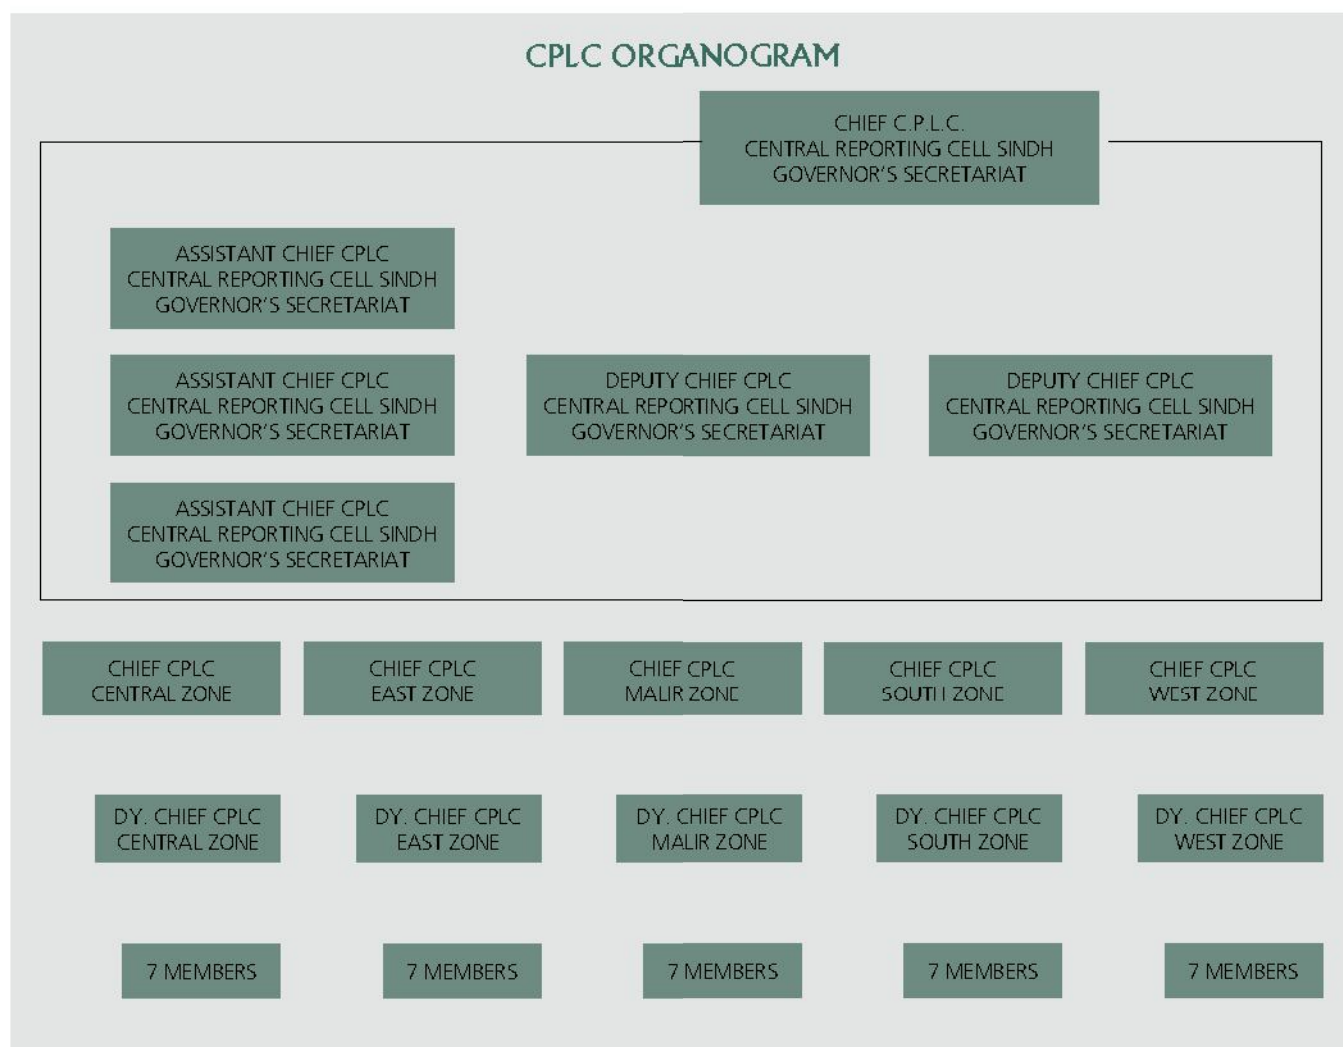 CPLC ORGANOGRAM
CHIEF C.P.L.C.
CENTRAL REPORTING CELL SINDH
GOVERNOR'S SECRETARIAT
ASSISTANT CHIEF CPLC
CENTRAL REPORTING CELL SINDH
GOVERNOR'S SECRETARIAT
ASSISTANT CHIEF CPLC
CENTRAL REPORTING CELL SINDH
GOVERNOR'S SECRETARIAT
DEPUTY CHIEF CPLC
CENTRAL REPORTING CELL SINDH
GOVERNOR'S SECRETARIAT
DEPUTY CHIEF CPLC
CENTRAL REPORTING CELL SINDH
GOVERNOR'S SECRETARIAT
ASSISTANT CHIEF CPLC
CENTRAL REPORTING CELL SINDH
GOVERNOR'S SECRETARIAT
CHIEF CPLC
CENTRAL ZONE
CHIEF CPLC
EAST ZONE
CHIEF CPLC
MALIR ZONE
CHIEF CPLC
SOUTH ZONE
CHIEF CPLC
WEST ZONE
DY. CHIEF CPLC
CENTRAL ZONE
DY. CHIEF CPLC
EAST ZONE
DY. CHIEF CPLC
MALIR ZONE
DY. CHIEF CPLC
SOUTH ZONE
DY. CHIEF CPLC
WEST ZONE
7 MEMBERS
7 MEMBERS
7 MEMBERS
7 MEMBERS
7 MEMBERS